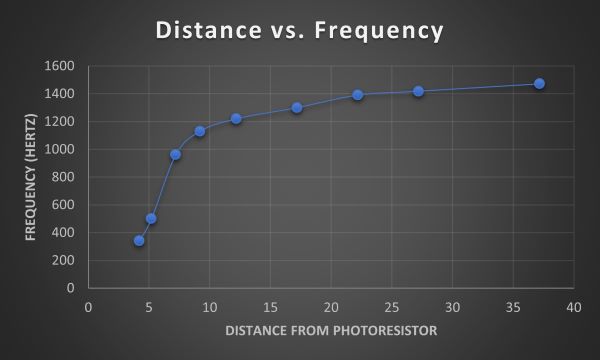 Distance vs. Frequency
1600
1400
1200
1000
800
600
400
200
0
FREQUENCY (HERTZ)
0 5 10 15 20 25 30 35 40
DISTANCE FROM PHOTORESISTOR